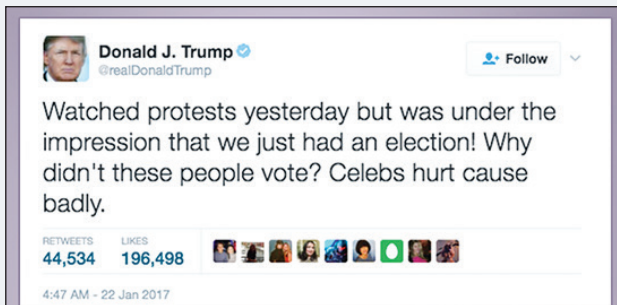 Donald J. Trump
@realDonaldTrump
Follow
Watched protests yesterday but was under the
impression that we just had an election! Why
didn't these people vote? Celebs hurt cause
badly.
RETWEETS LIKES
44,534 196,498
4:47 AM - 22 Jan 2017